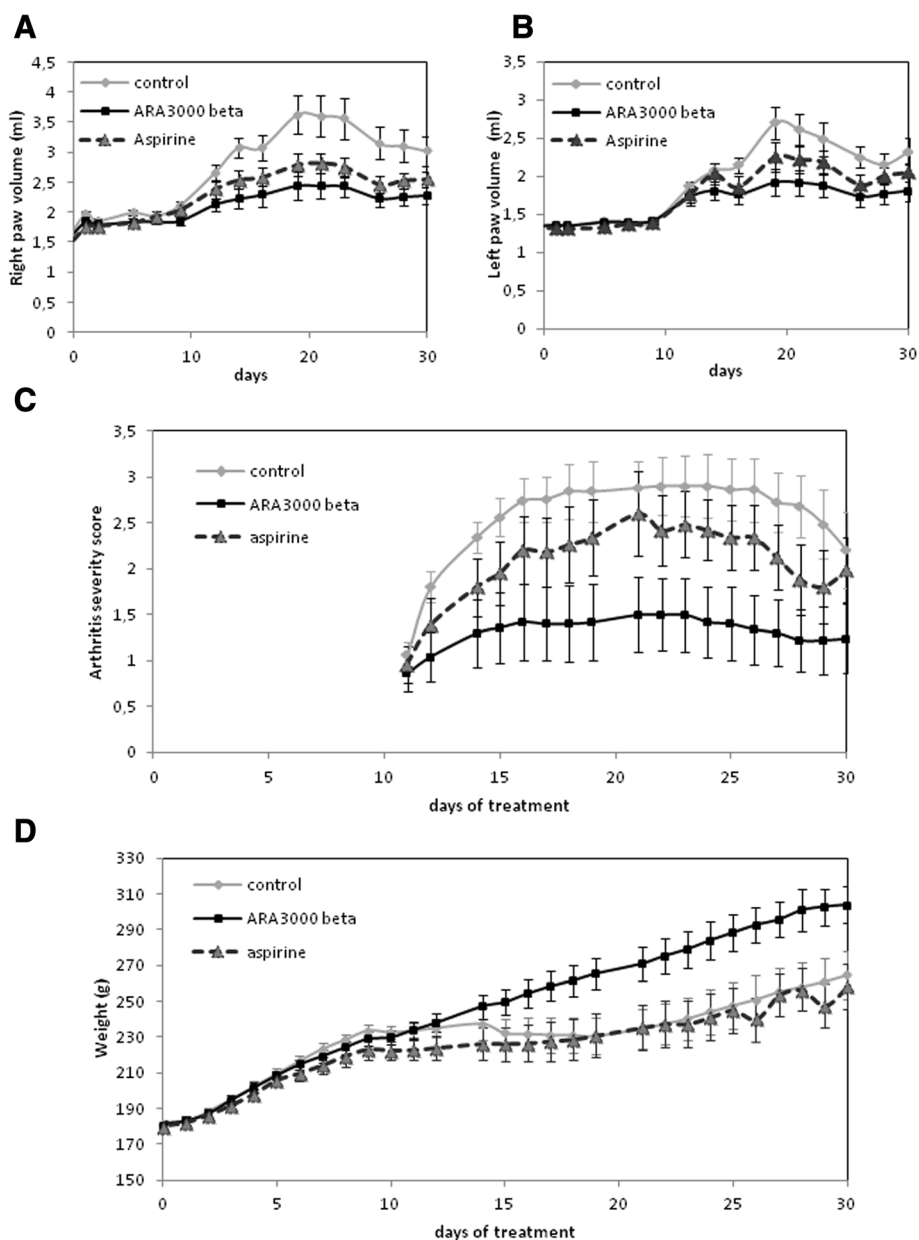 A
4,5
4
3,5
3
2,5
2
1,5
1
0,5
0
Right paw volume (ml)
control
ARA3000 beta
Aspirine
0 10 20 30
days
B
3,5
3
2,5
2
1,5
1
0,5
0
Left paw volume (ml)
control
ARA3000 beta
Aspirine
0 10 20 30
days
C
3,5
3
2,5
2
1,5
1
0,5
0
Arthritis severity score
control
ARA3000 beta
aspirine
0 5 10 15 20 25 30
days of treatment
D
330
310
290
270
250
230
210
190
170
150
Weight (g)
control
ARA3000 beta
aspirine
0 5 10 15 20 25 30
days of treatment